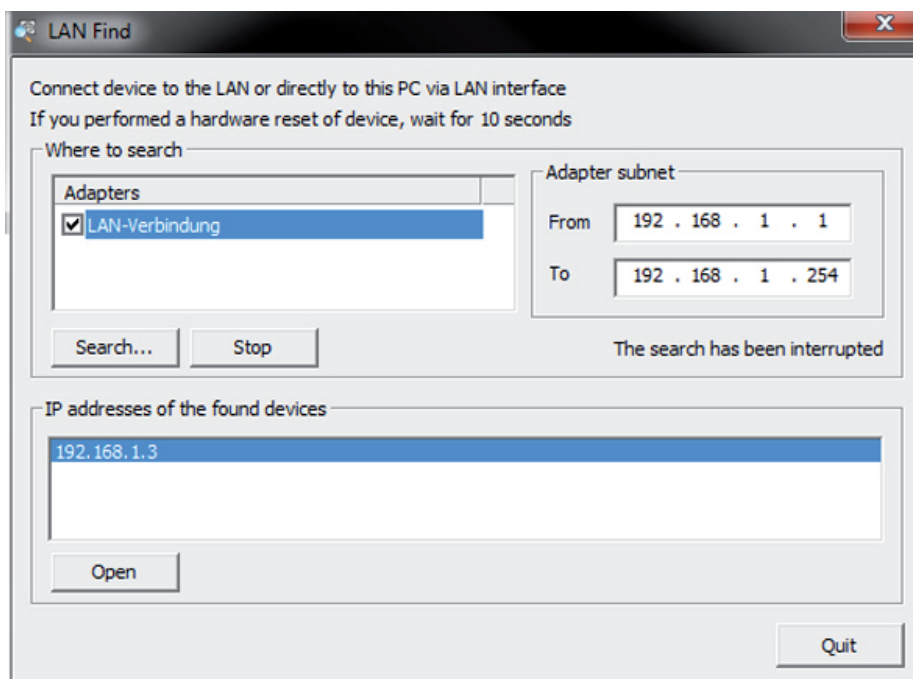 LAN Find
X
Connect device to the LAN or directly to this PC via LAN interface
If you performed a hardware reset of device, wait for 10 seconds
Where to search
Adapters
LAN-Verbindung
Adapter subnet
From 192 . 168 . 1 . 1
To 192 . 168 . 1 . 254
Search... Stop
The search has been interrupted
IP addresses of the found devices
192.168.1.3
Open
Quit